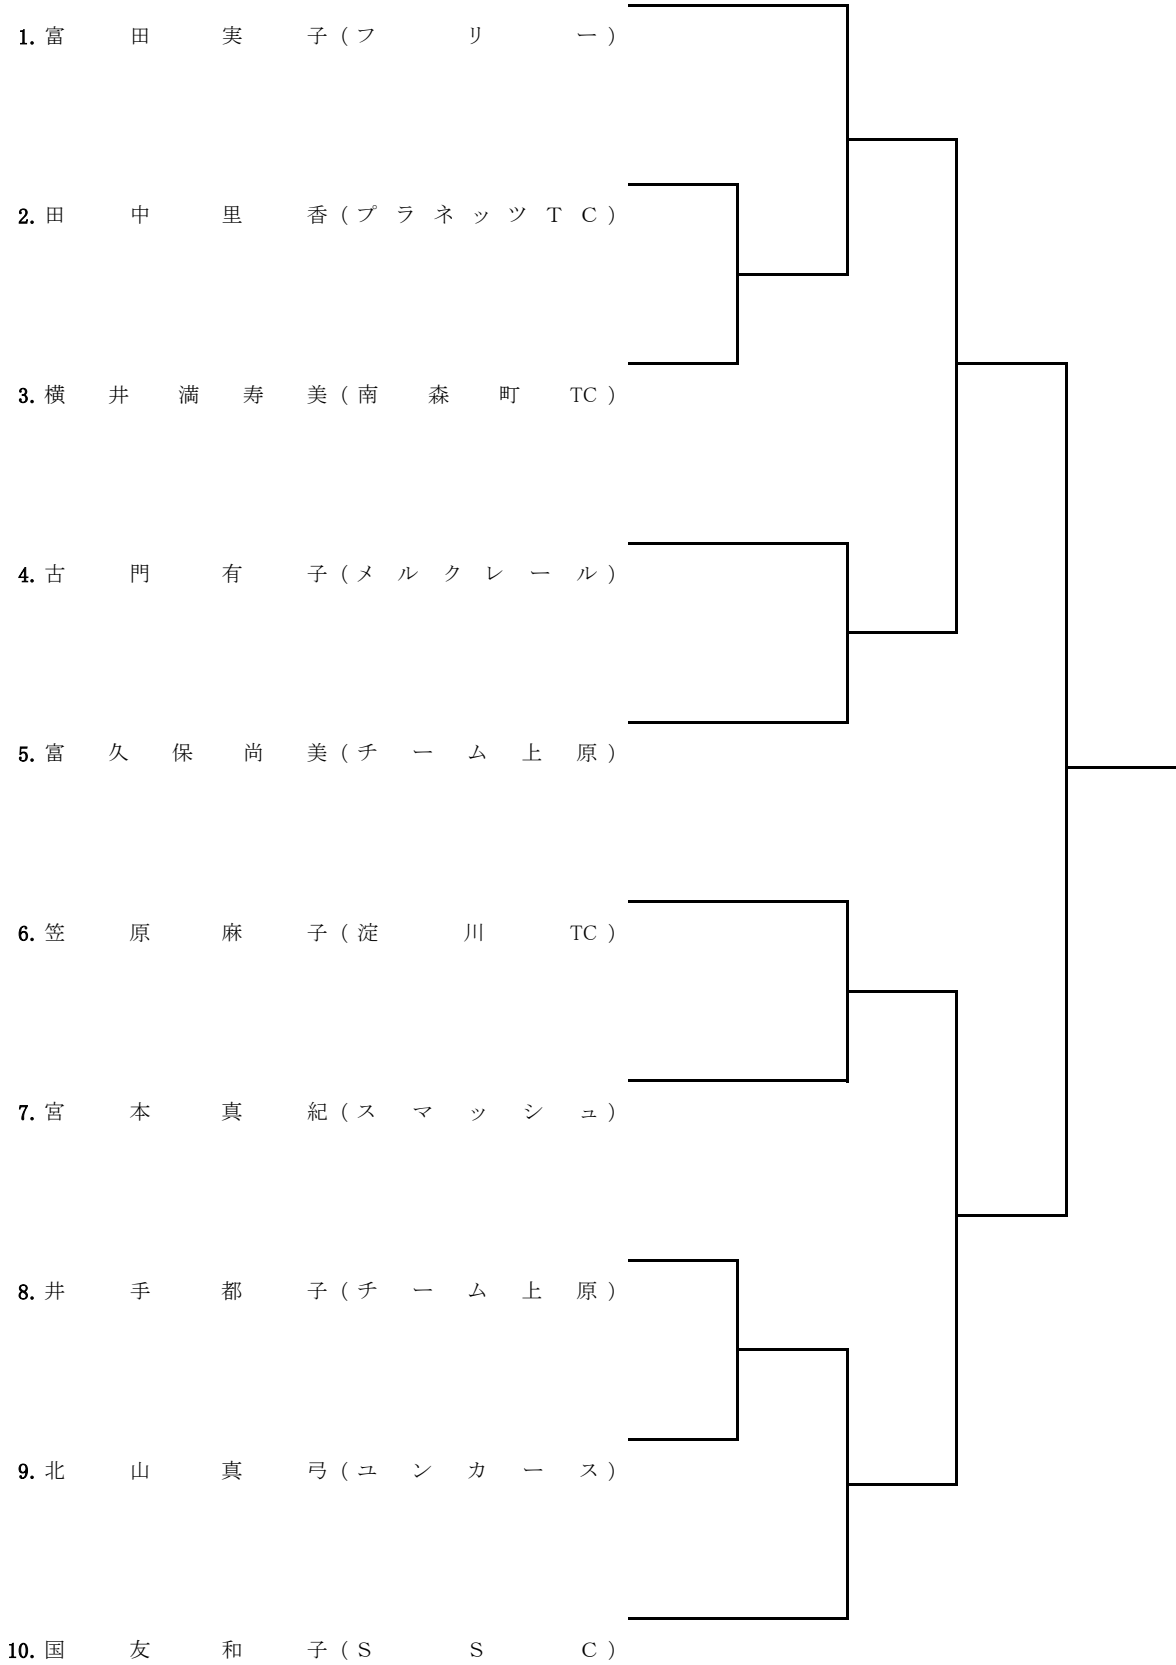 1. 富田実子(フリー)
2. 田中里香(プラネッツTC)
3. 横井満寿美(南森町TC)
4. 古門有子(メルクレール)
5. 富久保尚美(チーム上原)
6. 笠原麻子(淀川TC)
7. 宮本真紀(スマッシュ)
8. 井手都子(チーム上原)
9. 北山真弓(ユンカース)
10. 国友和子(SSC)